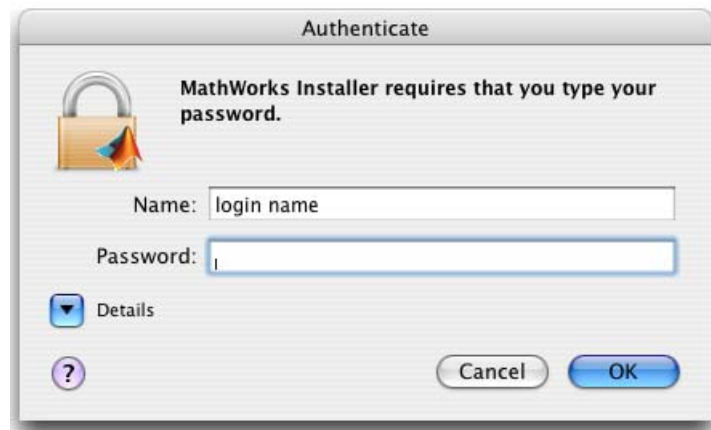 Authenticate
MathWorks Installer requires that you type your
password.
Name: login name
Password:
Details
?
Cancel OK